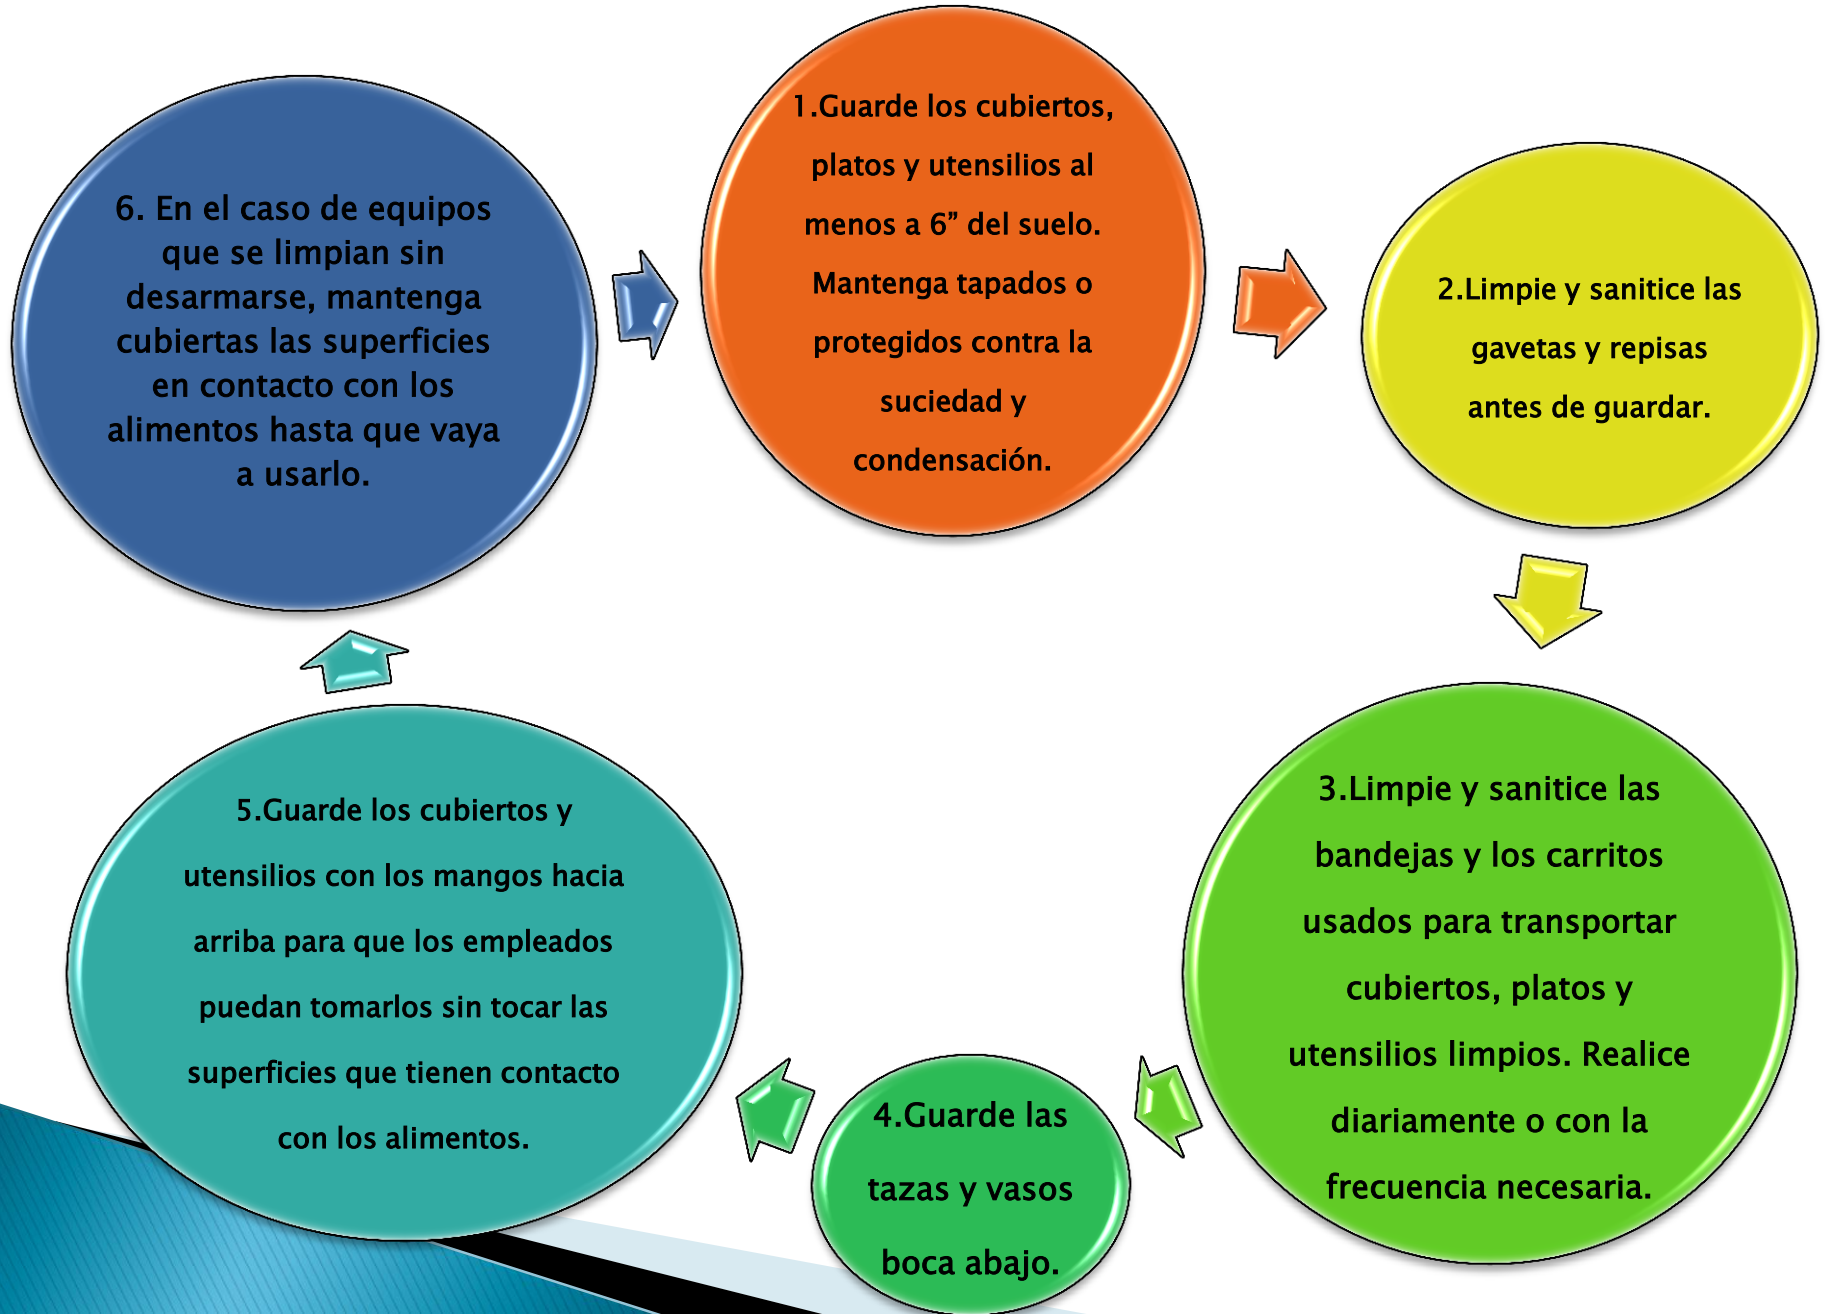 1.Guarde los cubiertos,
platos y utensilios al
menos a 6” del suelo.
Mantenga tapados o
protegidos contra la
suciedad y
condensación.
2.Limpie y sanitice las
gavetas y repisas
antes de guardar.
3.Limpie y sanitice las
bandejas y los carritos
usados para transportar
cubiertos, platos y
utensilios limpios. Realice
diariamente o con la
frecuencia necesaria.
4.Guarde las
tazas y vasos
boca abajo.
5.Guarde los cubiertos y
utensilios con los mangos hacia
arriba para que los empleados
puedan tomarlos sin tocar las
superficies que tienen contacto
con los alimentos.
6. En el caso de equipos
que se limpian sin
desarmarse, mantenga
cubiertas las superficies
en contacto con los
alimentos hasta que vaya
a usarlo.